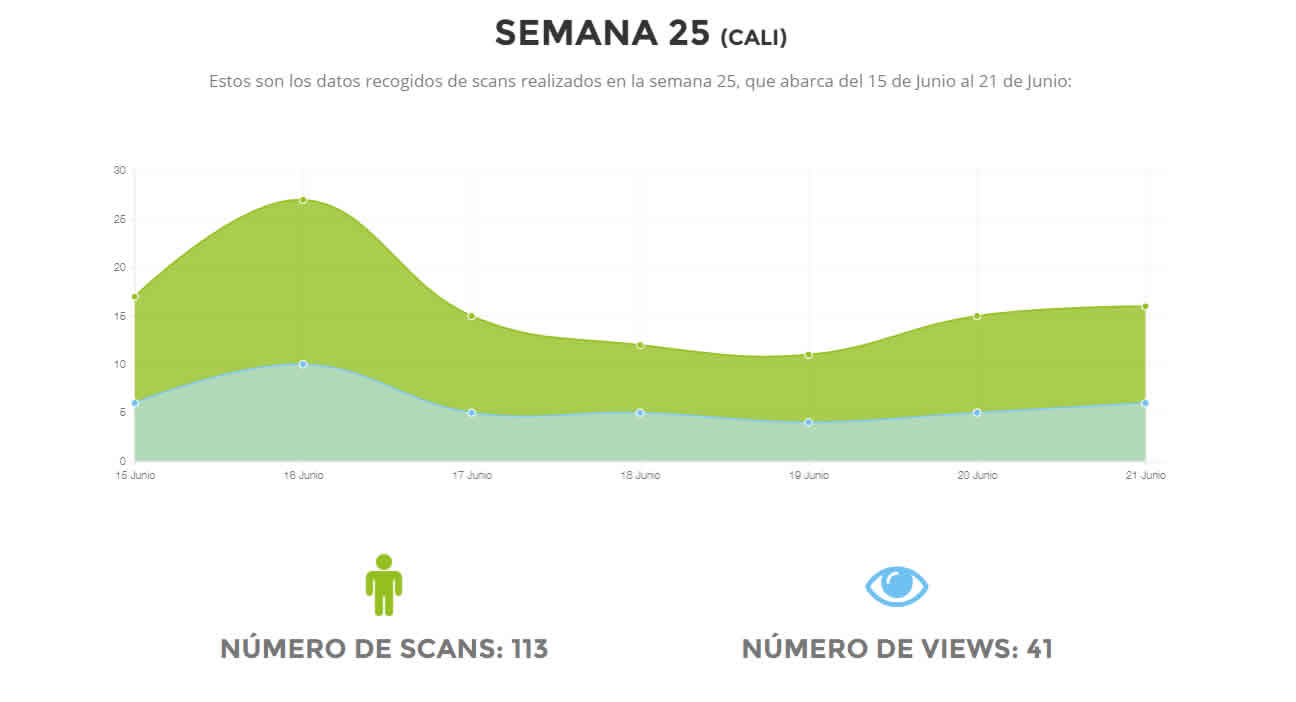 SEMANA 25 (CALI)
Estos son los datos recogidos de scans realizados en la semana 25, que abarca del 15 de Junio al 21 de Junio:
30
25
20
15
10
5
0
15 Junio 16 Junio 17 Junio 18 Junio 19 Junio 20 Junio 21 Junio
NÚMERO DE SCANS: 113 NÚMERO DE VIEWS: 41